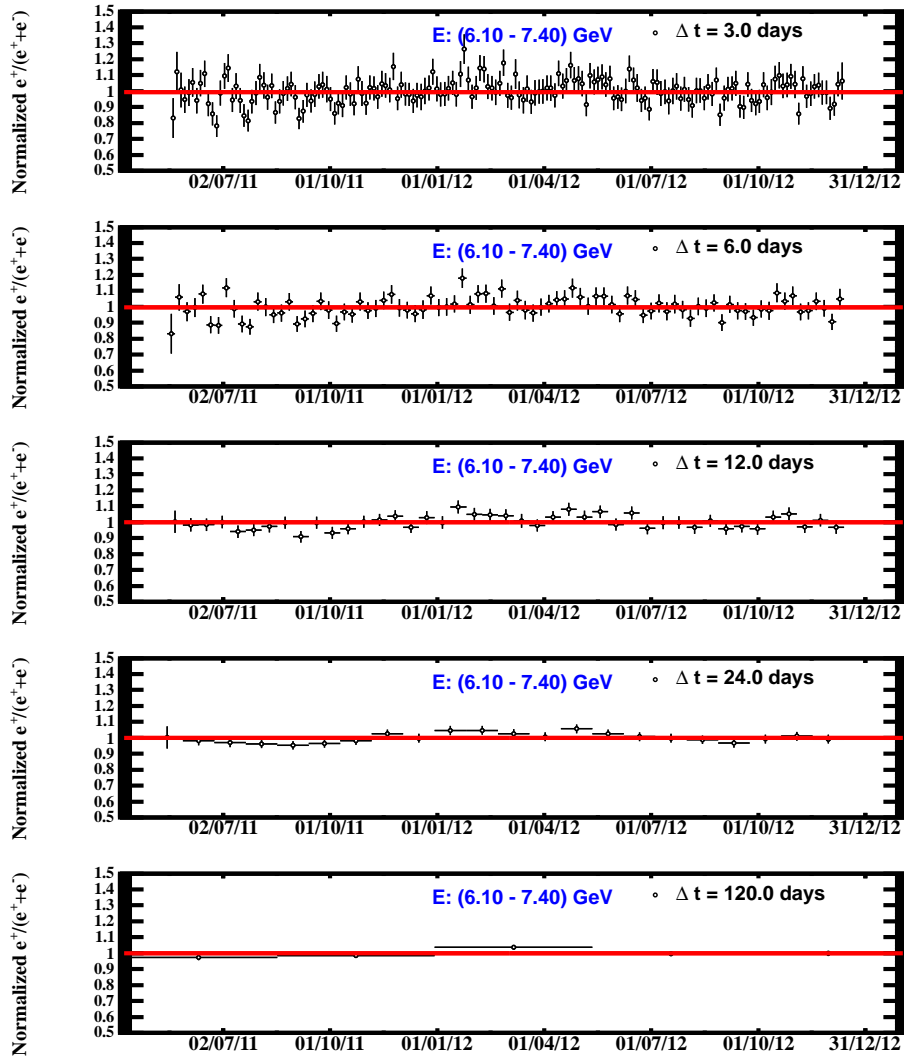 Normalized e⁺/(e⁺+e⁻)
1.5
1.4
1.3
1.2
1.1
1
0.9
0.8
0.7
0.6
0.5
E: (6.10 - 7.40) GeV
Δ t = 3.0 days
02/07/11 01/10/11 01/01/12 01/04/12 01/07/12 01/10/12 31/12/12
Normalized e⁺/(e⁺+e⁻)
1.5
1.4
1.3
1.2
1.1
1
0.9
0.8
0.7
0.6
0.5
E: (6.10 - 7.40) GeV
Δ t = 6.0 days
02/07/11 01/10/11 01/01/12 01/04/12 01/07/12 01/10/12 31/12/12
Normalized e⁺/(e⁺+e⁻)
1.5
1.4
1.3
1.2
1.1
1
0.9
0.8
0.7
0.6
0.5
E: (6.10 - 7.40) GeV
Δ t = 12.0 days
02/07/11 01/10/11 01/01/12 01/04/12 01/07/12 01/10/12 31/12/12
Normalized e⁺/(e⁺+e⁻)
1.5
1.4
1.3
1.2
1.1
1
0.9
0.8
0.7
0.6
0.5
E: (6.10 - 7.40) GeV
Δ t = 24.0 days
02/07/11 01/10/11 01/01/12 01/04/12 01/07/12 01/10/12 31/12/12
Normalized e⁺/(e⁺+e⁻)
1.5
1.4
1.3
1.2
1.1
1
0.9
0.8
0.7
0.6
0.5
E: (6.10 - 7.40) GeV
Δ t = 120.0 days
02/07/11 01/10/11 01/01/12 01/04/12 01/07/12 01/10/12 31/12/12